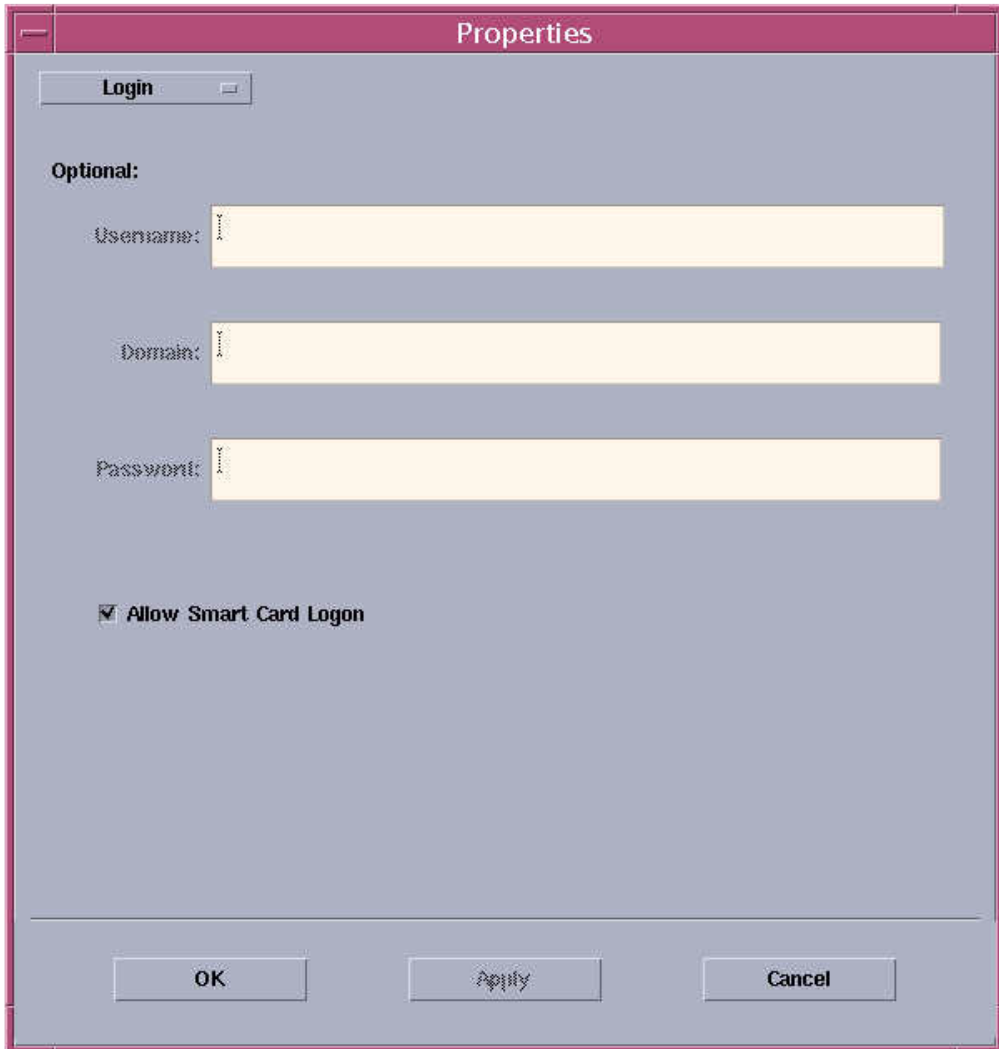 Properties
Login
Optional:
Username:
Domain:
Password:
Allow Smart Card Logon
OK
Apply
Cancel